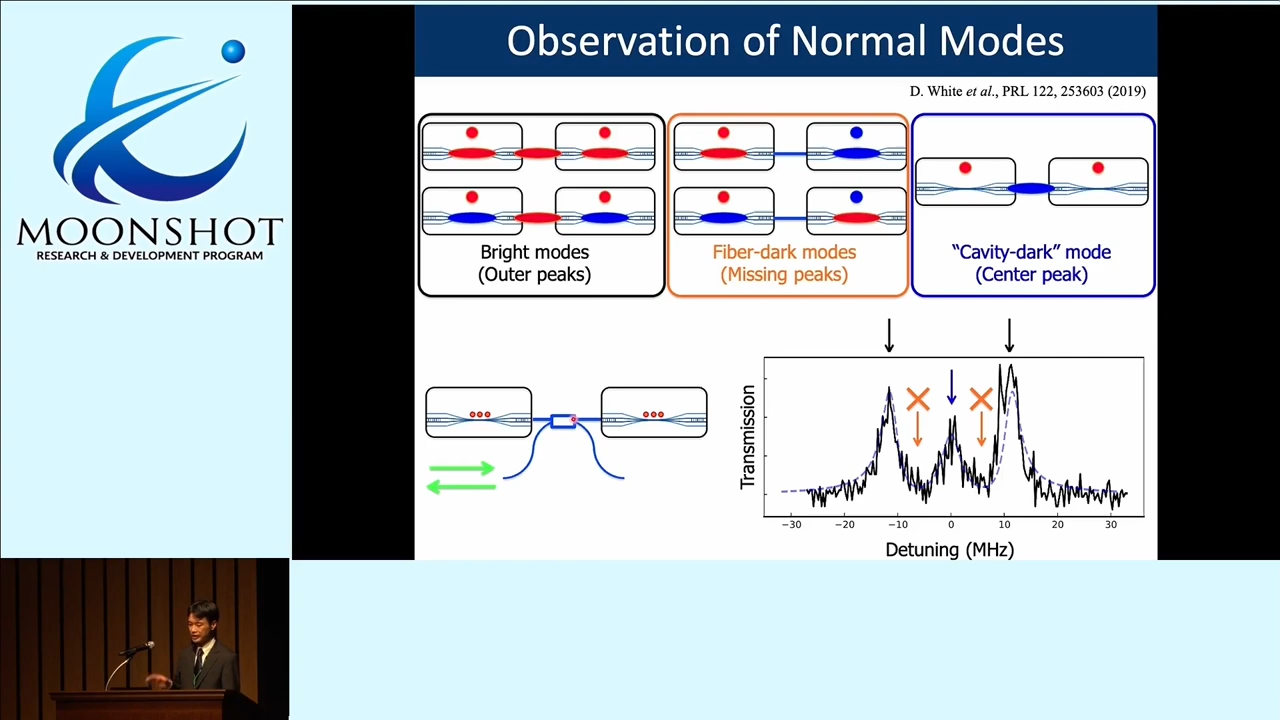 MOONSHOT
RESEARCH & DEVELOPMENT PROGRAM
Observation of Normal Modes
D. White et al., PRL 122, 253603 (2019)
Bright modes
(Outer peaks)
Fiber-dark modes
(Missing peaks)
“Cavity-dark” mode
(Center peak)
Transmission
−30 −20 −10 0 10 20 30
Detuning (MHz)